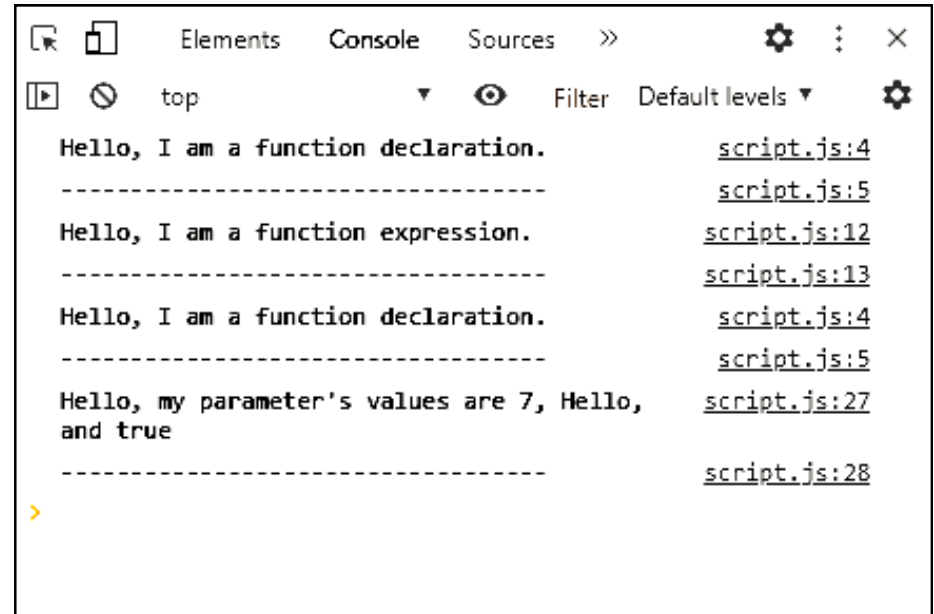 Elements Console Sources »
top ▼ Filter Default levels ▼
Hello, I am a function declaration. script.js:4
----------------------------------- script.js:5
Hello, I am a function expression. script.js:12
----------------------------------- script.js:13
Hello, I am a function declaration. script.js:4
----------------------------------- script.js:5
Hello, my parameter's values are 7, Hello, script.js:27
and true
----------------------------------- script.js:28
>